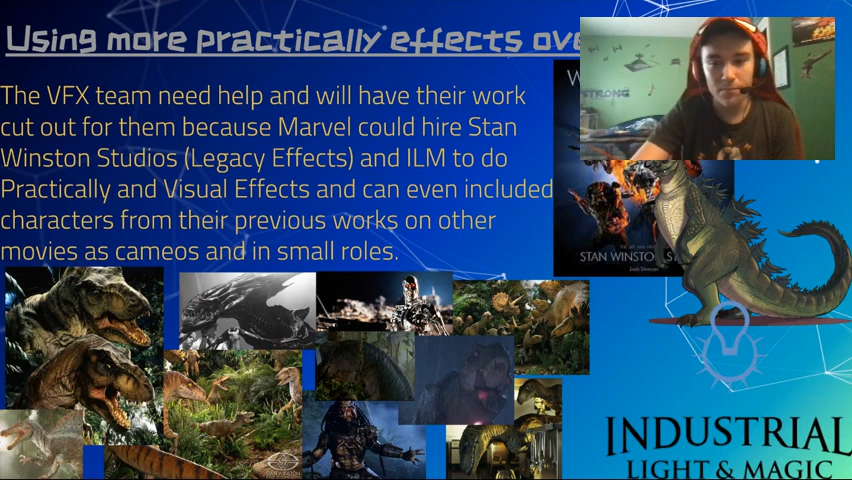 Using more practically effects ove
The VFX team need help and will have their work
cut out for them because Marvel could hire Stan
Winston Studios (Legacy Effects) and ILM to do
Practically and Visual Effects and can even included
characters from their previous works on other
movies as cameos and in small roles.
W
STRONG
STAN WINSTON
INDUSTRIAL
LIGHT & MAGIC